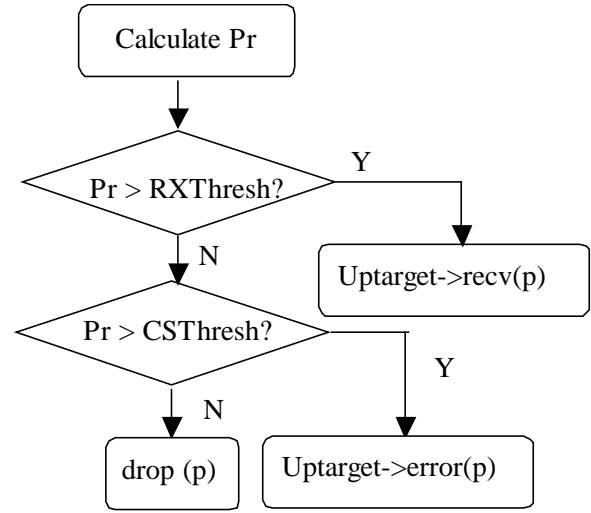 Calculate Pr
Pr > RXThresh?
Y
N
Uptarget->recv(p)
Pr > CSThresh?
Y
N
drop (p)
Uptarget->error(p)